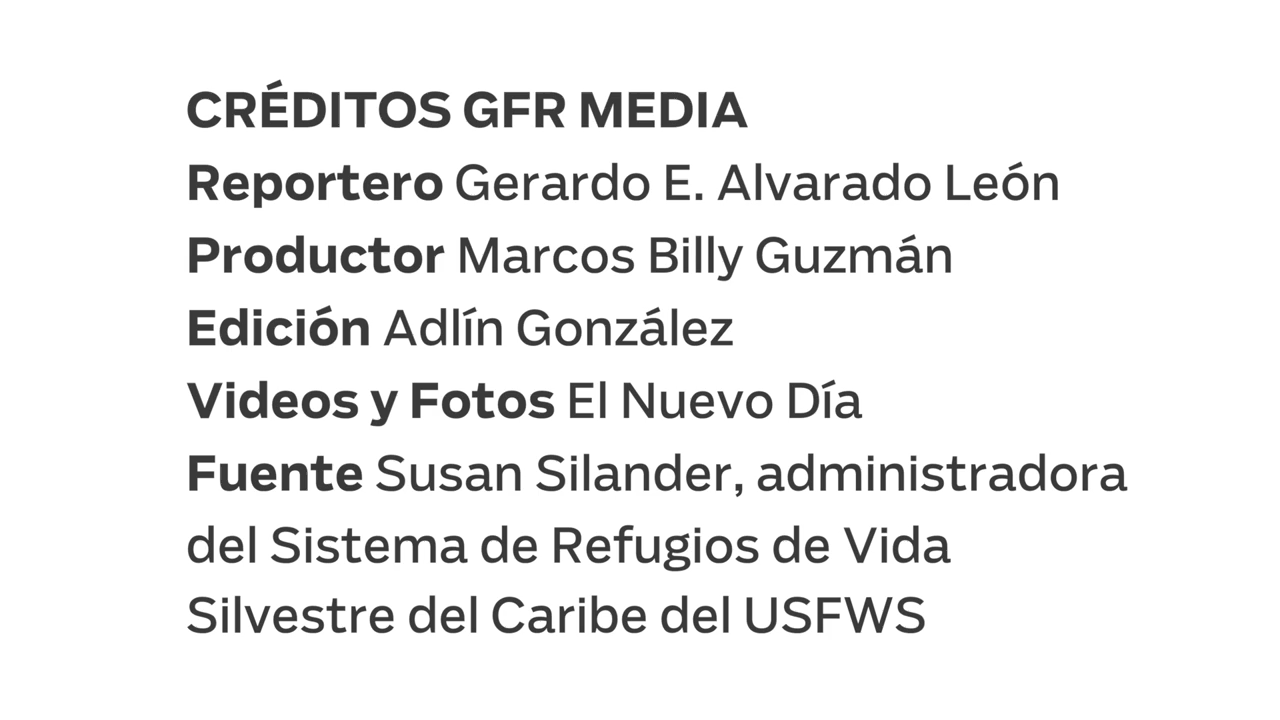 CRÉDITOS GFR MEDIA
Reportero Gerardo E. Alvarado León
Productor Marcos Billy Guzmán
Edición Adlín González
Videos y Fotos El Nuevo Día
Fuente Susan Silander, administradora
del Sistema de Refugios de Vida
Silvestre del Caribe del USFWS